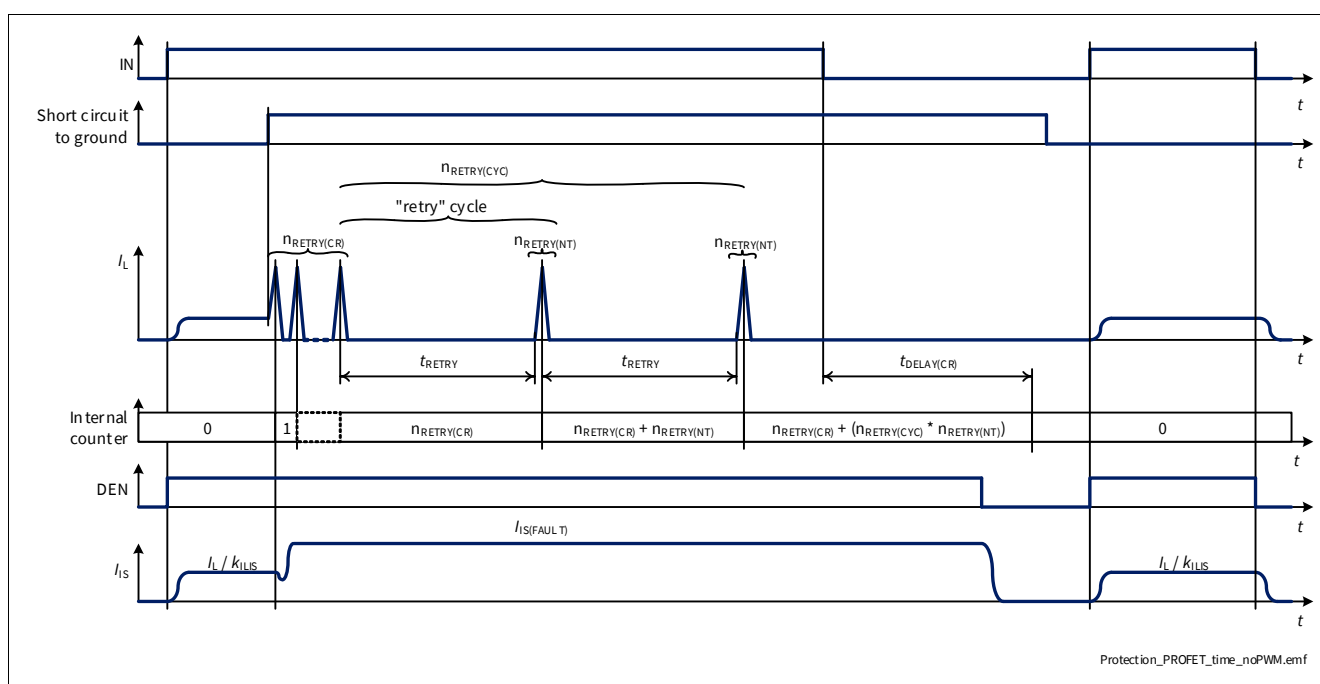 IN
t
Short circuit
to ground
t
nRETRY(CYC)
"retry" cycle
nRETRY(CR)
nRETRY(NT)
nRETRY(NT)
IL
t
tRETRY
tRETRY
tDELAY(CR)
Internal
counter
0
1
nRETRY(CR)
nRETRY(CR) + nRETRY(NT)
nRETRY(CR) + (nRETRY(CYC) * nRETRY(NT))
0
t
DEN
t
IIS(FAULT)
IIS
IL / kILIS
IL / kILIS
t
Protection_PROFET_time_noPWM.emf